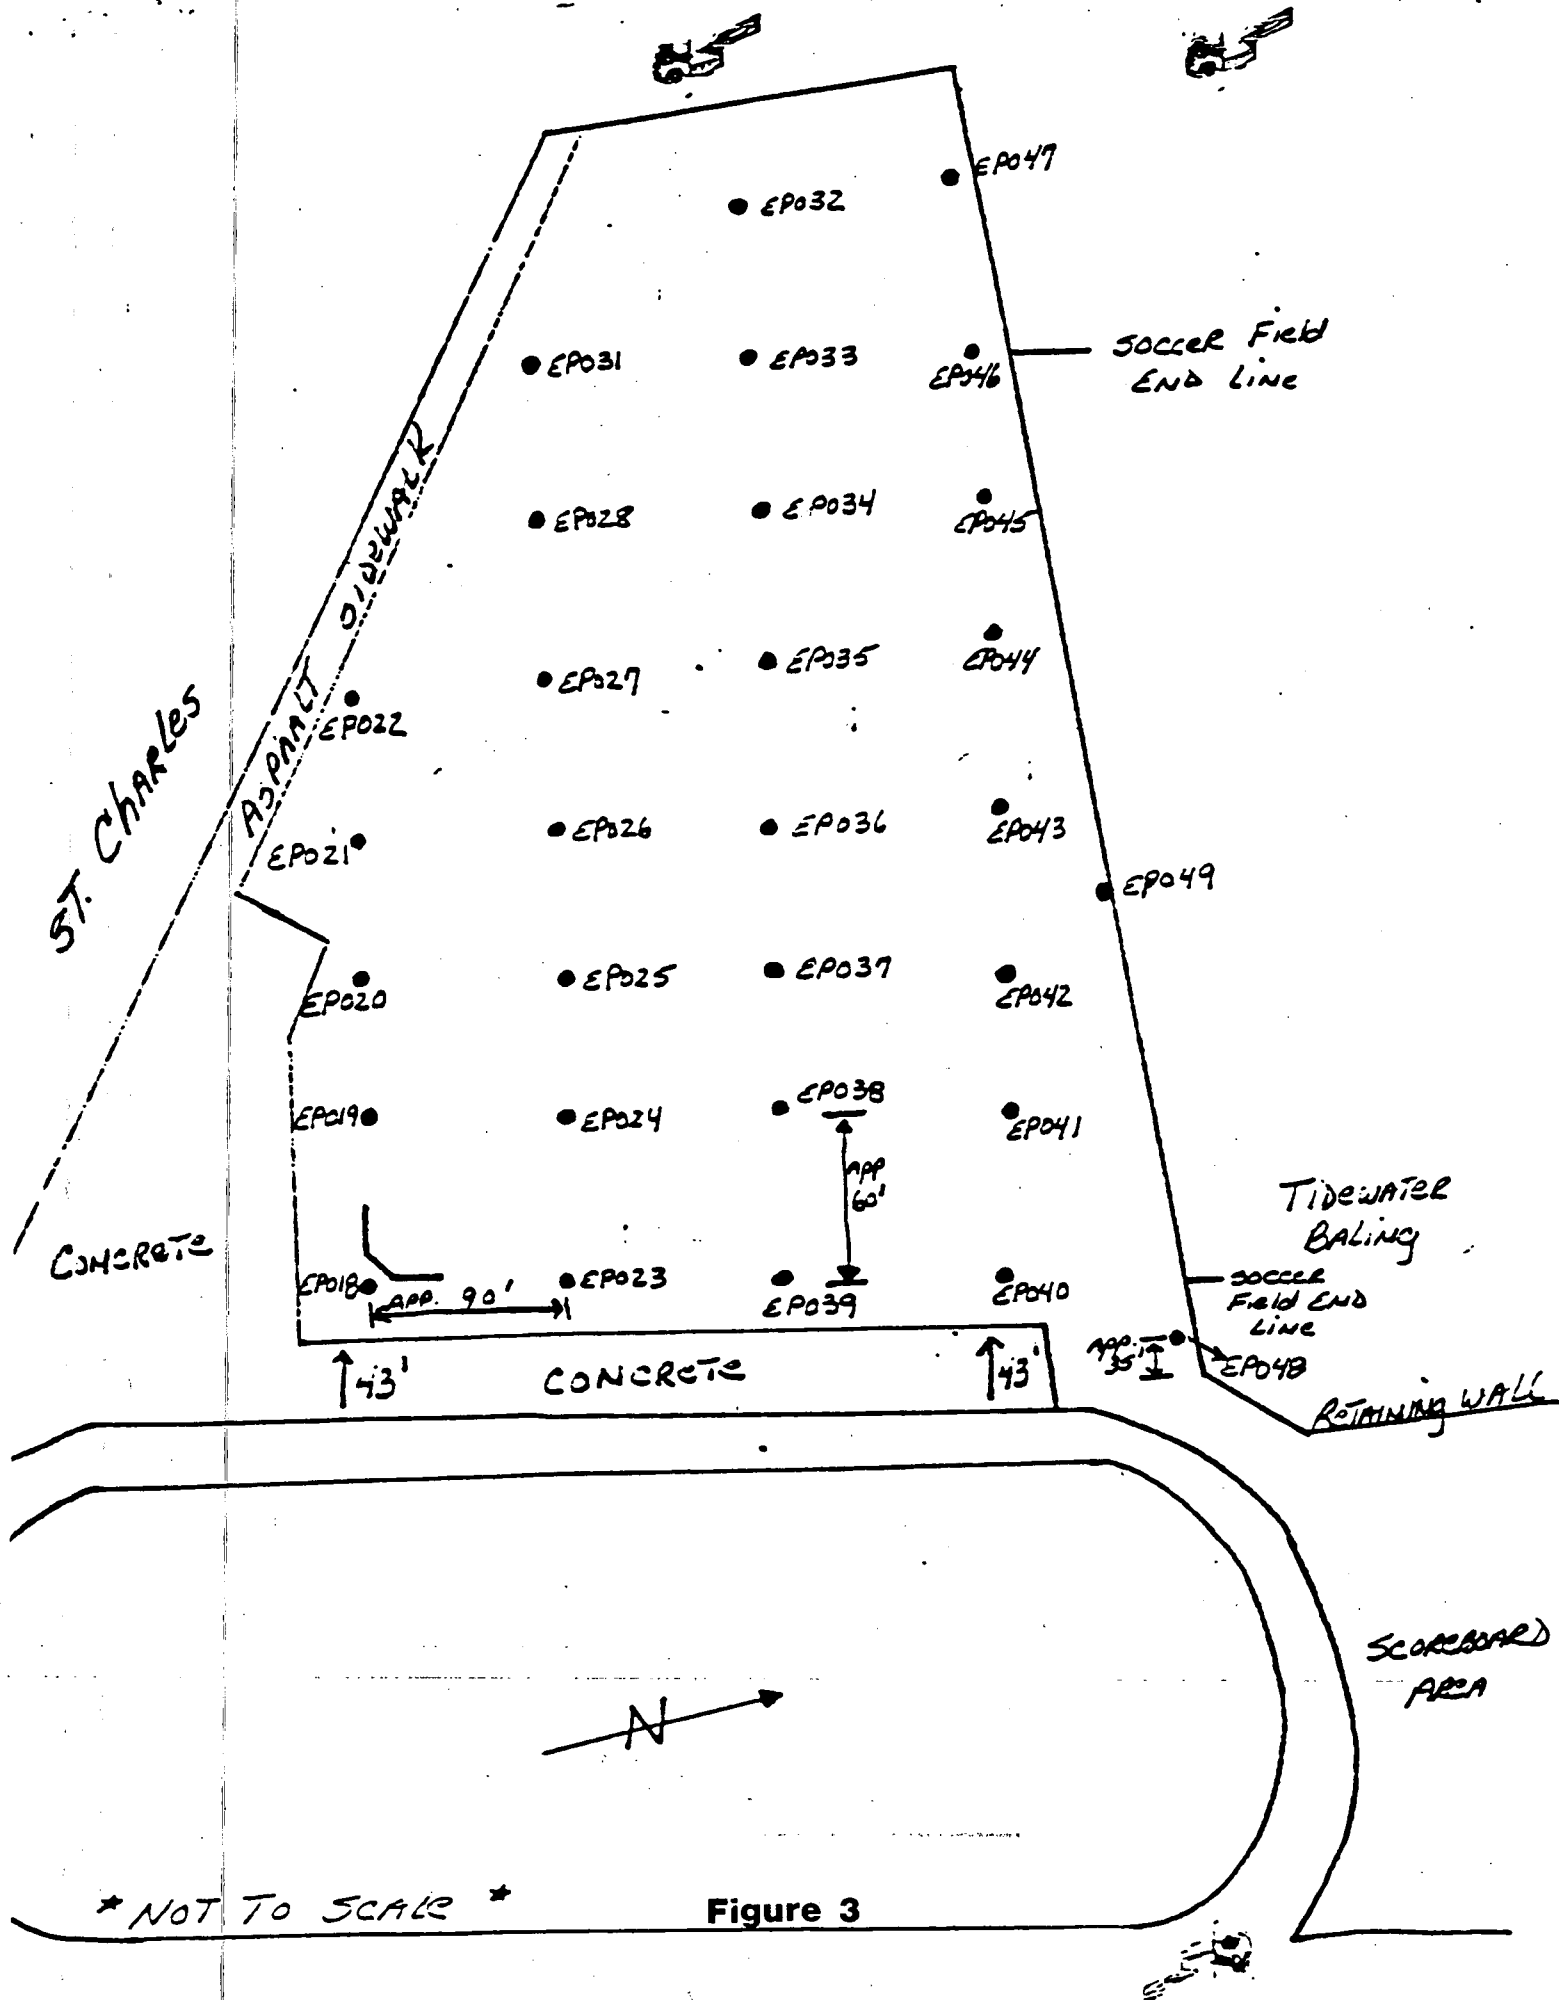 EP047
EP032
SOCCER Field
END LiNe
EP031
EP033
EP046
EP028
EP034
EP045
ASPHALT SIDEWALK
EP027
EP035
EP044
EP022
ST. ChARLes
EP021
EP026
EP036
EP043
EP049
EP020
EP025
EP037
EP042
EP019
EP024
EP038
EP041
APP
60'
TIDEWATER
BALiNg
CONCRETE
EP018
APP. 90'
EP023
EP039
EP040
SOCCER
Field END
LiNe
43'
CONCRETE
43'
APP.
35'
EP048
RETAINING WALL
SCOREBOARD
AREA
N
* NOT TO SCALE *
Figure 3